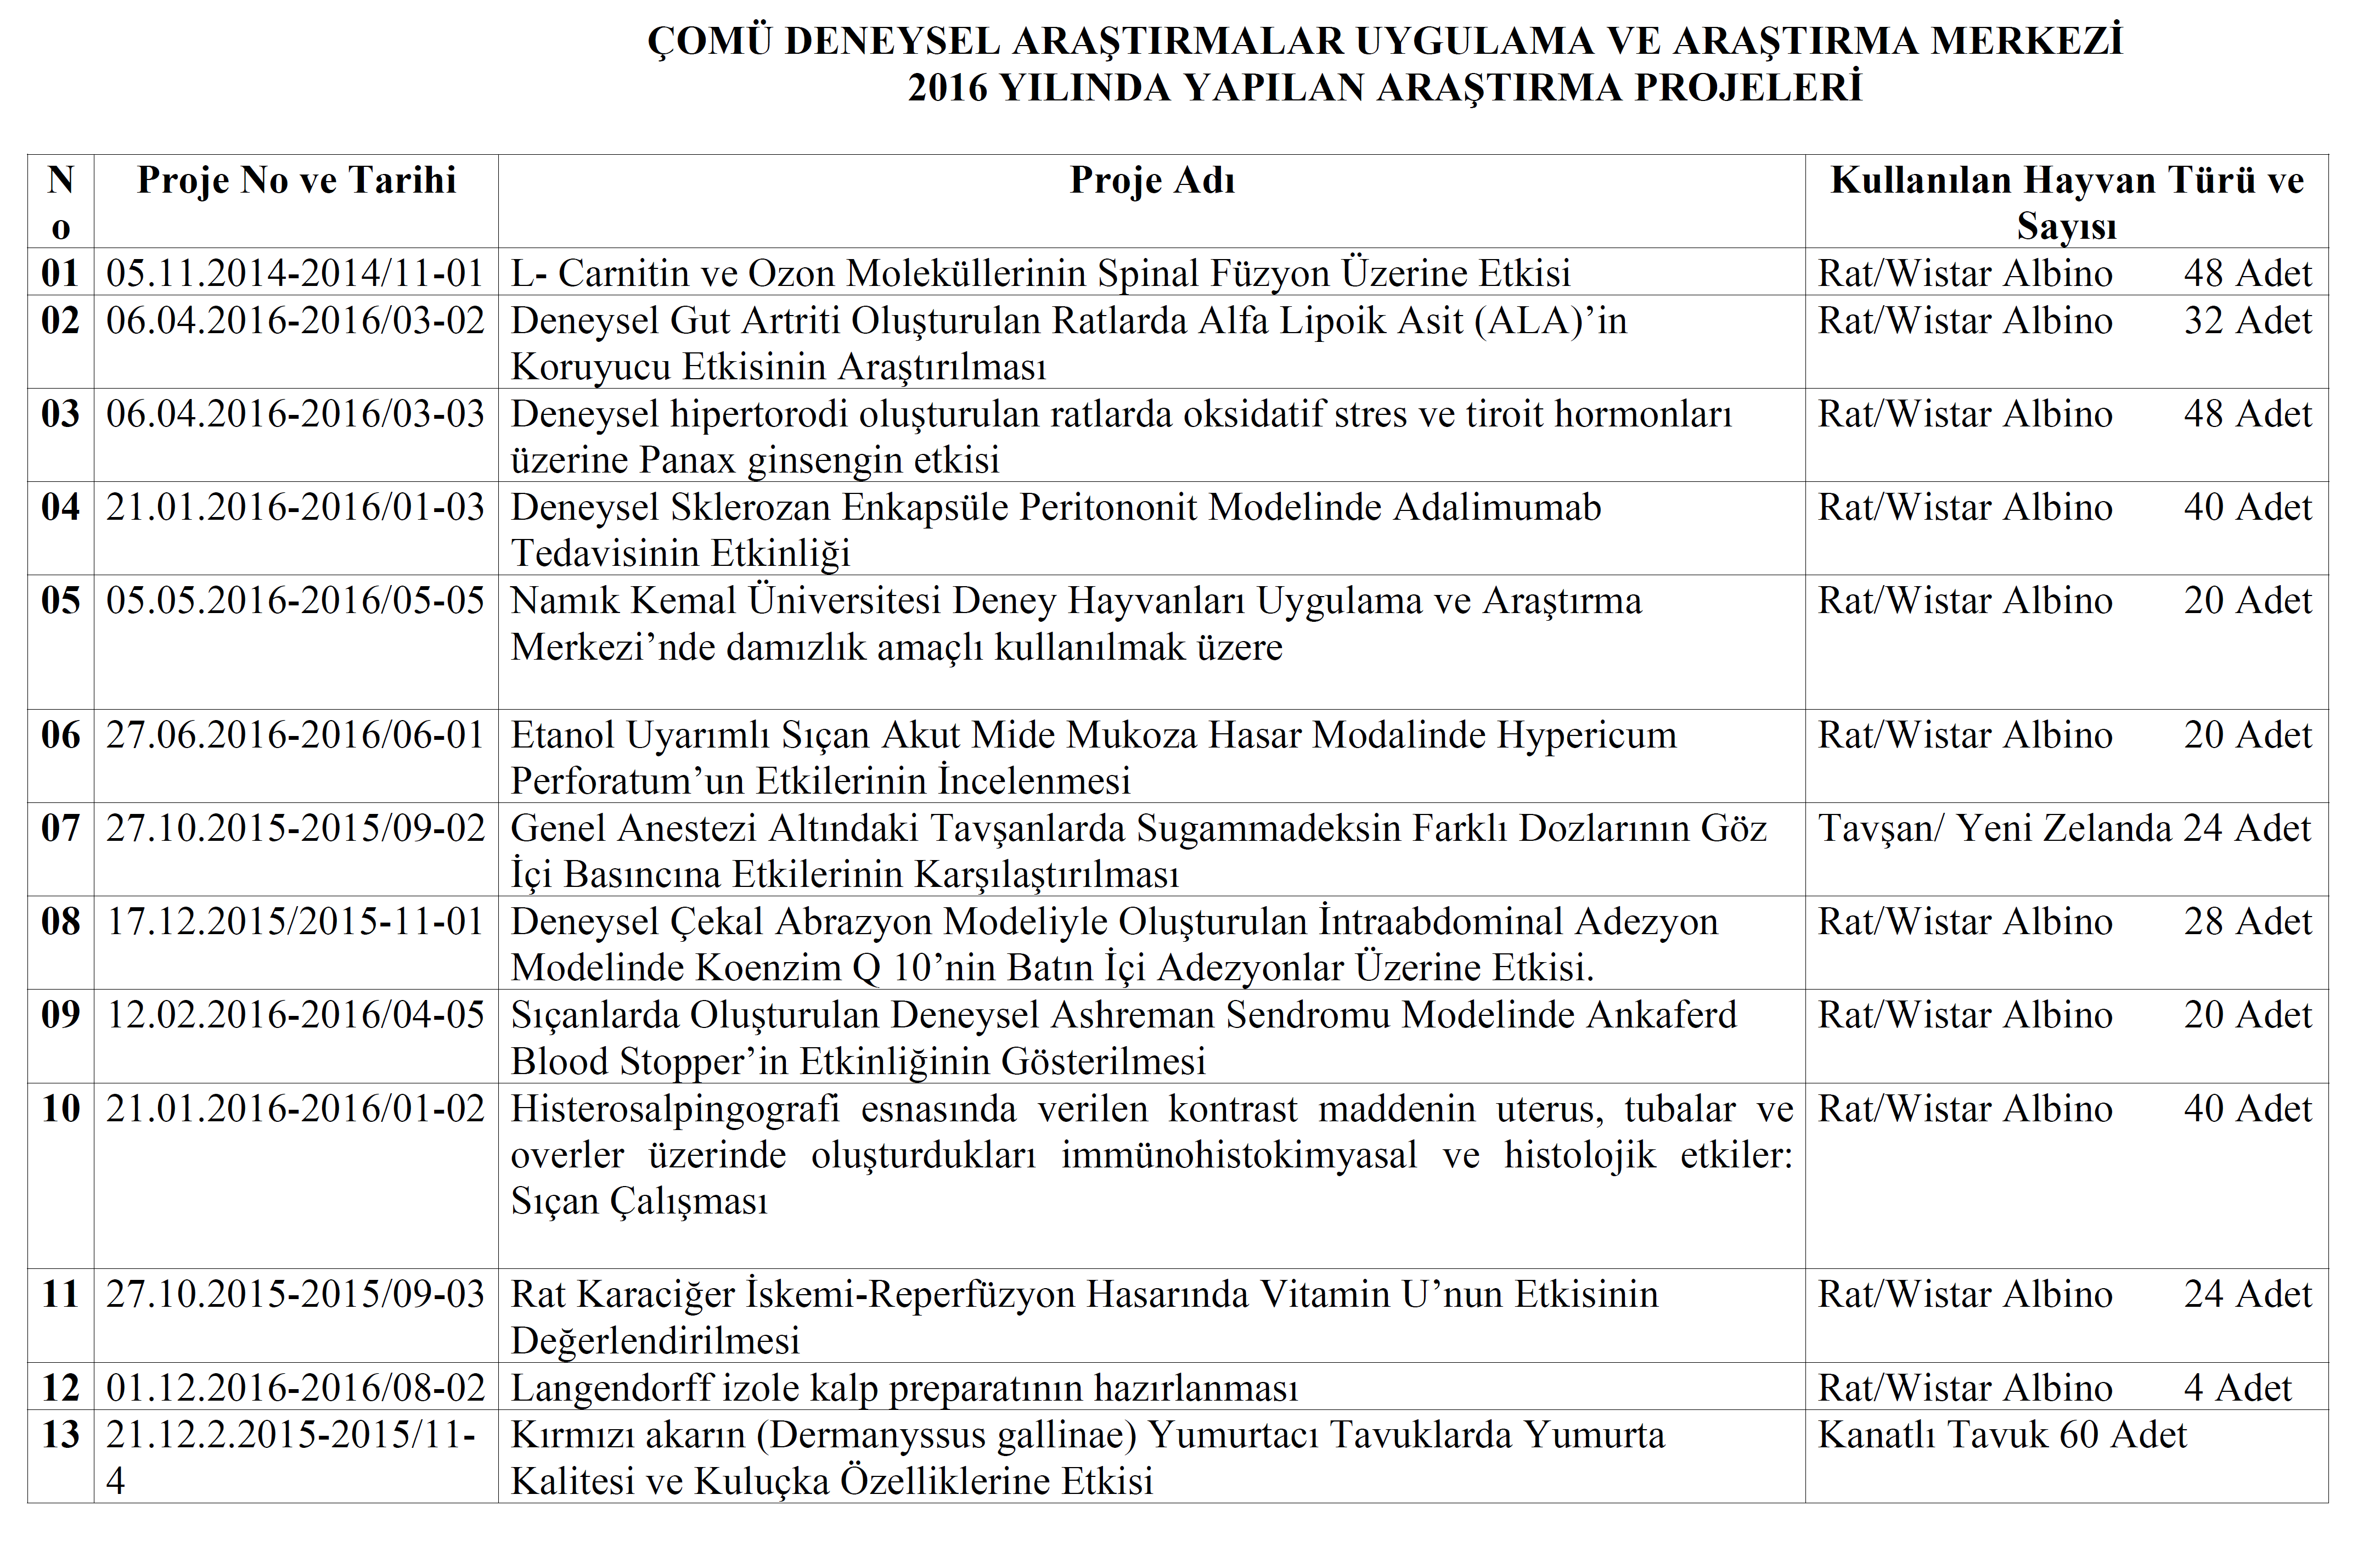 ÇOMÜ DENEYSEL ARAŞTIRMALAR UYGULAMA VE ARAŞTIRMA MERKEZİ
2016 YILINDA YAPILAN ARAŞTIRMA PROJELERİ
N
o
Proje No ve Tarihi
Proje Adı
Kullanılan Hayvan Türü ve
Sayısı
01 05.11.2014-2014/11-01 L- Carnitin ve Ozon Moleküllerinin Spinal Füzyon Üzerine Etkisi Rat/Wistar Albino 48 Adet
02 06.04.2016-2016/03-02 Deneysel Gut Artriti Oluşturulan Ratlarda Alfa Lipoik Asit (ALA)’in Rat/Wistar Albino 32 Adet
Koruyucu Etkisinin Araştırılması
03 06.04.2016-2016/03-03 Deneysel hipertorodi oluşturulan ratlarda oksidatif stres ve tiroit hormonları Rat/Wistar Albino 48 Adet
üzerine Panax ginsengin etkisi
04 21.01.2016-2016/01-03 Deneysel Sklerozan Enkapsüle Peritononit Modelinde Adalimumab Rat/Wistar Albino 40 Adet
Tedavisinin Etkinliği
05 05.05.2016-2016/05-05 Namık Kemal Üniversitesi Deney Hayvanları Uygulama ve Araştırma Rat/Wistar Albino 20 Adet
Merkezi’nde damızlık amaçlı kullanılmak üzere
06 27.06.2016-2016/06-01 Etanol Uyarımlı Sıçan Akut Mide Mukoza Hasar Modalinde Hypericum Rat/Wistar Albino 20 Adet
Perforatum’un Etkilerinin İncelenmesi
07 27.10.2015-2015/09-02 Genel Anestezi Altındaki Tavşanlarda Sugammadeksin Farklı Dozlarının Göz Tavşan/ Yeni Zelanda 24 Adet
İçi Basıncına Etkilerinin Karşılaştırılması
08 17.12.2015/2015-11-01 Deneysel Çekal Abrazyon Modeliyle Oluşturulan İntraabdominal Adezyon Rat/Wistar Albino 28 Adet
Modelinde Koenzim Q 10’nin Batın İçi Adezyonlar Üzerine Etkisi.
09 12.02.2016-2016/04-05 Sıçanlarda Oluşturulan Deneysel Ashreman Sendromu Modelinde Ankaferd Rat/Wistar Albino 20 Adet
Blood Stopper’in Etkinliğinin Gösterilmesi
10 21.01.2016-2016/01-02 Histerosalpingografi esnasında verilen kontrast maddenin uterus, tubalar ve Rat/Wistar Albino 40 Adet
overler üzerinde oluşturdukları immünohistokimyasal ve histolojik etkiler:
Sıçan Çalışması
11 27.10.2015-2015/09-03 Rat Karaciğer İskemi-Reperfüzyon Hasarında Vitamin U’nun Etkisinin Rat/Wistar Albino 24 Adet
Değerlendirilmesi
12 01.12.2016-2016/08-02 Langendorff izole kalp preparatının hazırlanması Rat/Wistar Albino 4 Adet
13 21.12.2.2015-2015/11- Kırmızı akarın (Dermanyssus gallinae) Yumurtacı Tavuklarda Yumurta Kanatlı Tavuk 60 Adet
4 Kalitesi ve Kuluçka Özelliklerine Etkisi